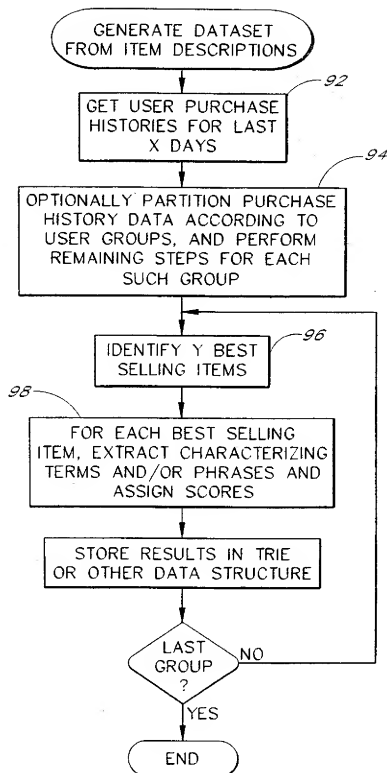 GENERATE DATASET
FROM ITEM DESCRIPTIONS
92
GET USER PURCHASE
HISTORIES FOR LAST
X DAYS
94
OPTIONALLY PARTITION PURCHASE
HISTORY DATA ACCORDING TO
USER GROUPS, AND PERFORM
REMAINING STEPS FOR EACH
SUCH GROUP
96
IDENTIFY Y BEST
SELLING ITEMS
98
FOR EACH BEST SELLING
ITEM, EXTRACT CHARACTERIZING
TERMS AND/OR PHRASES AND
ASSIGN SCORES
STORE RESULTS IN TRIE
OR OTHER DATA STRUCTURE
LAST
GROUP
?
NO
YES
END